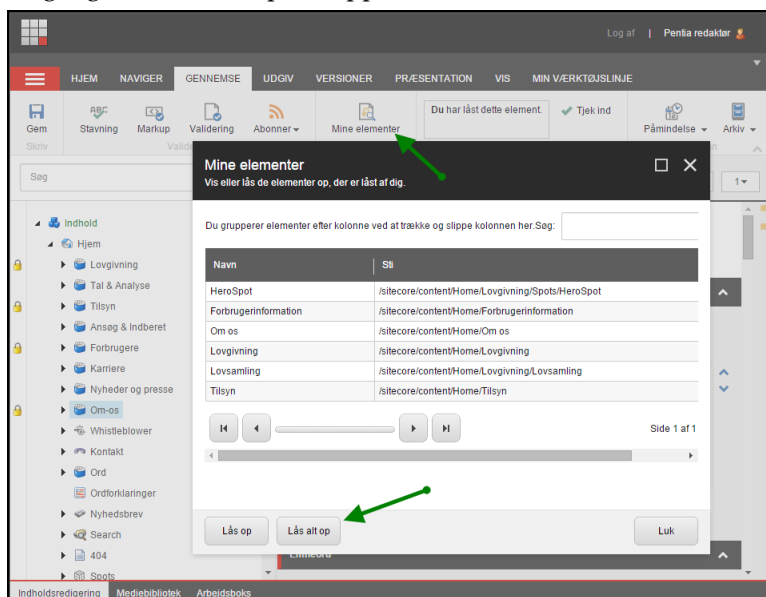 Log af | Pentia redaktør
HJEM NAVIGER GENNEMSE UDGIV VERSIONER PRÆSENTATION VIS MIN VÆRKTØJSLINJE
Gem
ABC
Stavning
Markup
Validering
Abonner
Mine elementer
Du har låst dette element.
Tjek ind
Påmindelse
Arkiv
Skriv
Søg
1
Mine elementer
Vis eller lås de elementer op, der er låst af dig.
Du grupperer elementer efter kolonne ved at trække og slippe kolonnen her.Søg:
Navn Sti
HeroSpot /sitecore/content/Home/Lovgivning/Spots/HeroSpot
Forbrugerinformation /sitecore/content/Home/Forbrugerinformation
Om os /sitecore/content/Home/Om os
Lovgivning /sitecore/content/Home/Lovgivning
Lovsamling /sitecore/content/Home/Lovgivning/Lovsamling
Tilsyn /sitecore/content/Home/Tilsyn
Side 1 af 1
Lås op
Lås alt op
Luk
Indhold
Hjem
Lovgivning
Tal & Analyse
Tilsyn
Ansøg & Indberet
Forbrugere
Karriere
Nyheder og presse
Om-os
Whistleblower
Kontakt
Ord
Ordforklaringer
Nyhedsbrev
Search
404
Spots
Indholdsredigering Mediebibliotek Arbejdsboks